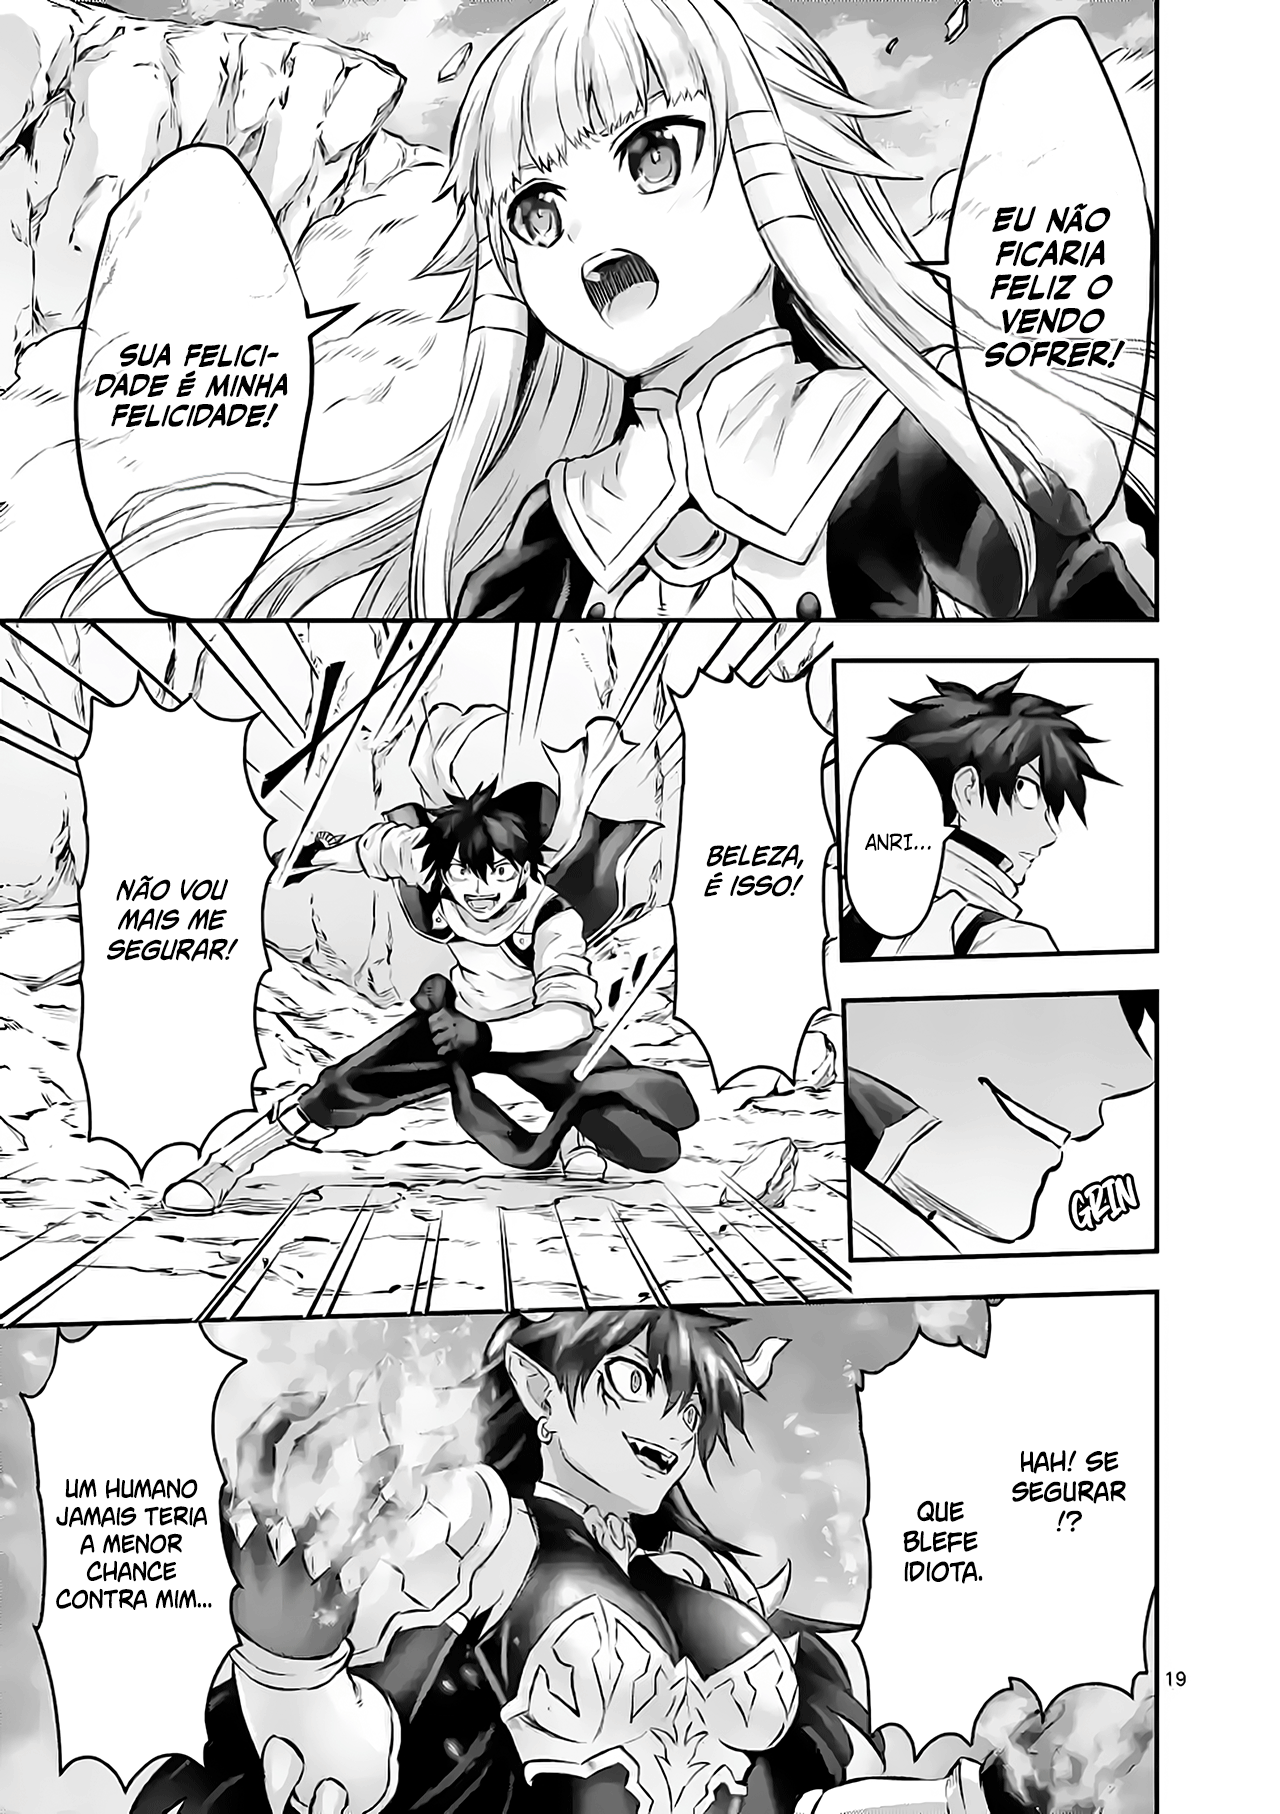 EU NÃO
FICARIA
FELIZ O
VENDO
SOFRER!
SUA FELICI-
DADE É MINHA
FELICIDADE!
ANRI...
GRIN
BELEZA,
É ISSO!
NÃO VOU
MAIS ME
SEGURAR!
HAH! SE
SEGURAR
!?
QUE
BLEFE
IDIOTA.
UM HUMANO
JAMAIS TERIA
A MENOR
CHANCE
CONTRA MIM...
19